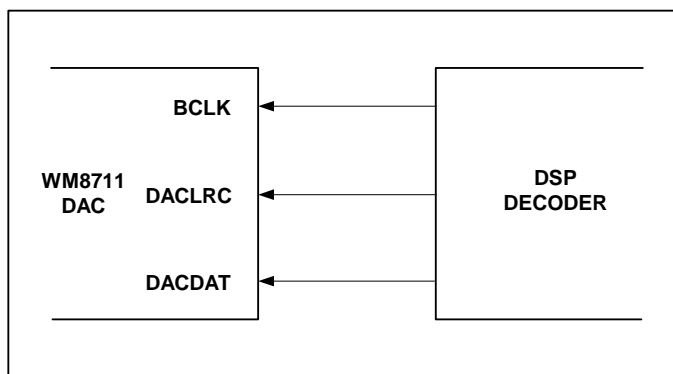 BCLK
WM8711
DAC
DACLRC
DACDAT
DSP
DECODER